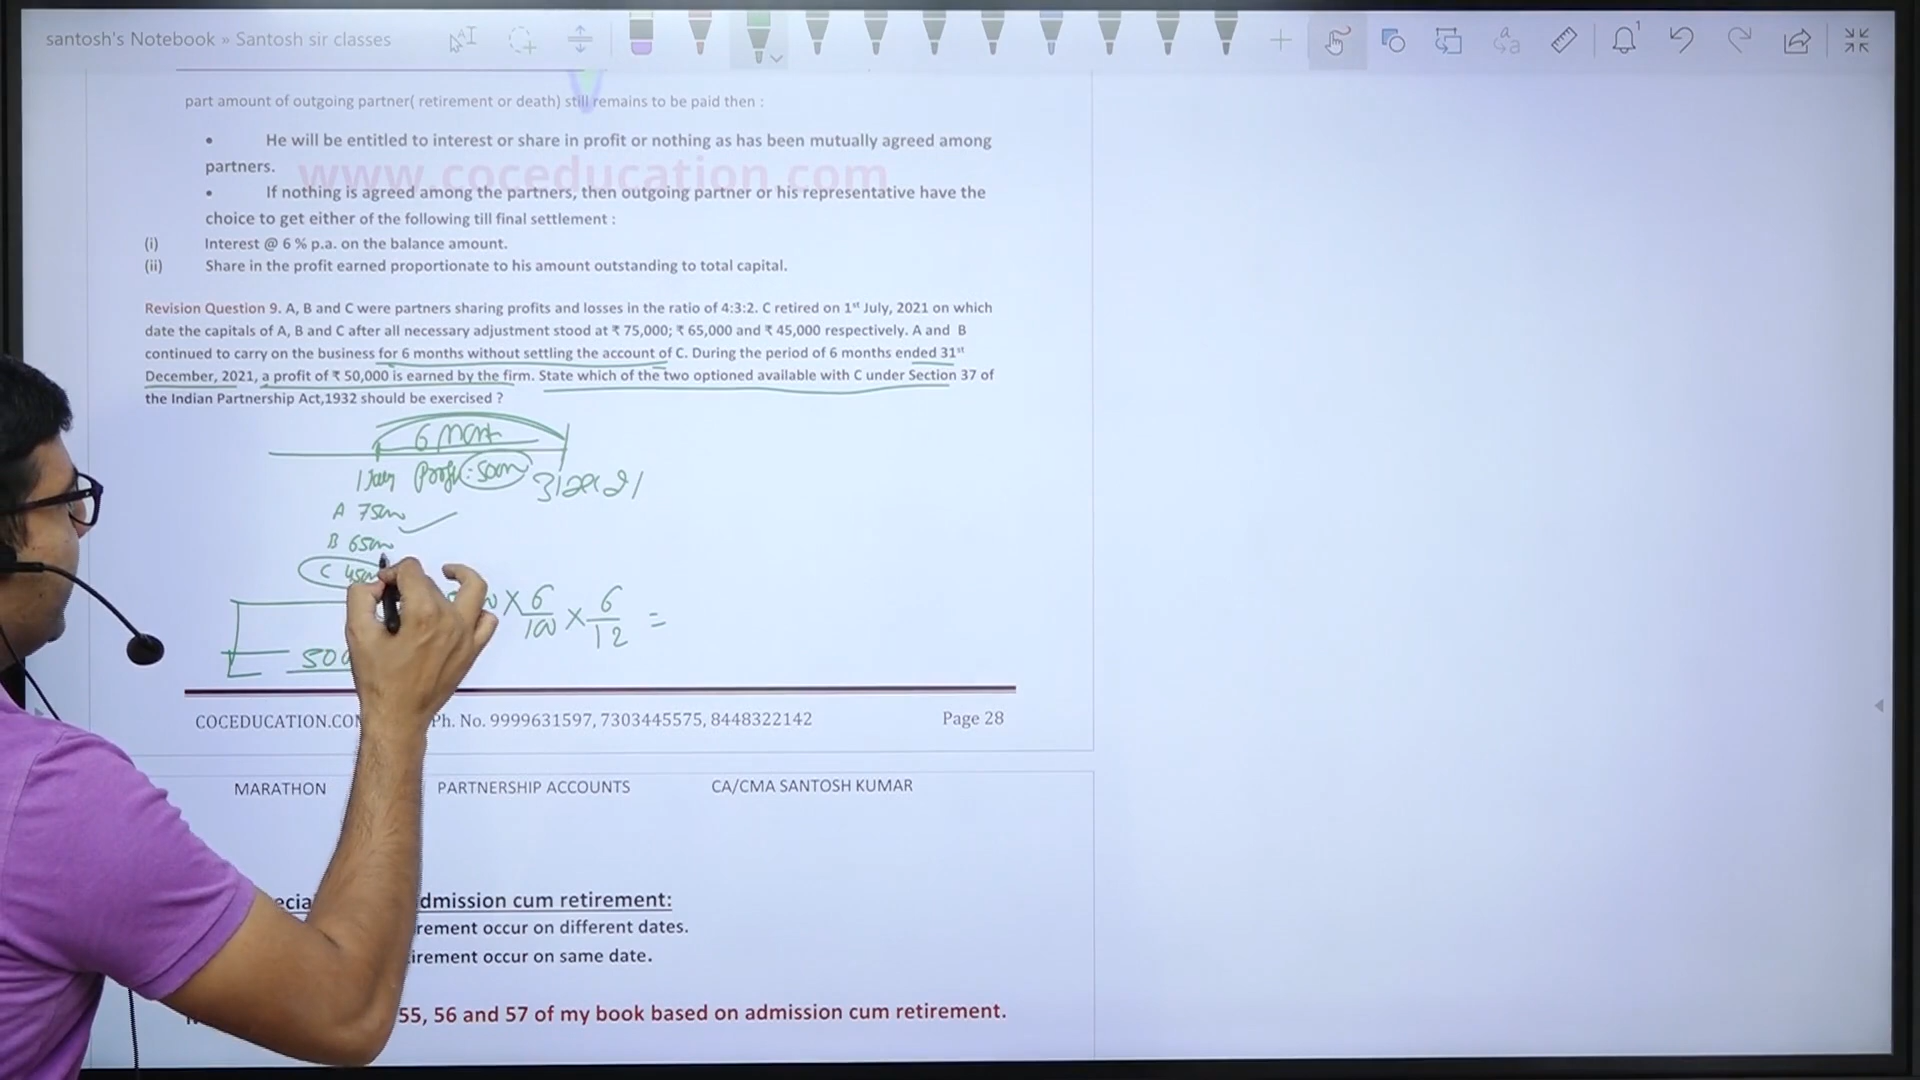 santosh's Notebook » Santosh sir classes
part amount of outgoing partner( retirement or death) still remains to be paid then :
• He will be entitled to interest or share in profit or nothing as has been mutually agreed among
partners.
www.coceducation.com
• If nothing is agreed among the partners, then outgoing partner or his representative have the
choice to get either of the following till final settlement :
(i) Interest @ 6 % p.a. on the balance amount.
(ii) Share in the profit earned proportionate to his amount outstanding to total capital.
Revision Question 9. A, B and C were partners sharing profits and losses in the ratio of 4:3:2. C retired on 1st July, 2021 on which
date the capitals of A, B and C after all necessary adjustment stood at ₹ 75,000; ₹ 65,000 and ₹ 45,000 respectively. A and B
continued to carry on the business for 6 months without settling the account of C. During the period of 6 months ended 31st
December, 2021, a profit of ₹ 50,000 is earned by the firm. State which of the two optioned available with C under Section 37 of
the Indian Partnership Act,1932 should be exercised ?
6
A
B
C
× 6/100 × 6/12 =
COCEDUCATION.COM Ph. No. 9999631597, 7303445575, 8448322142 Page 28
MARATHON PARTNERSHIP ACCOUNTS CA/CMA SANTOSH KUMAR
dmission cum retirement:
rement occur on different dates.
irement occur on same date.
55, 56 and 57 of my book based on admission cum retirement.